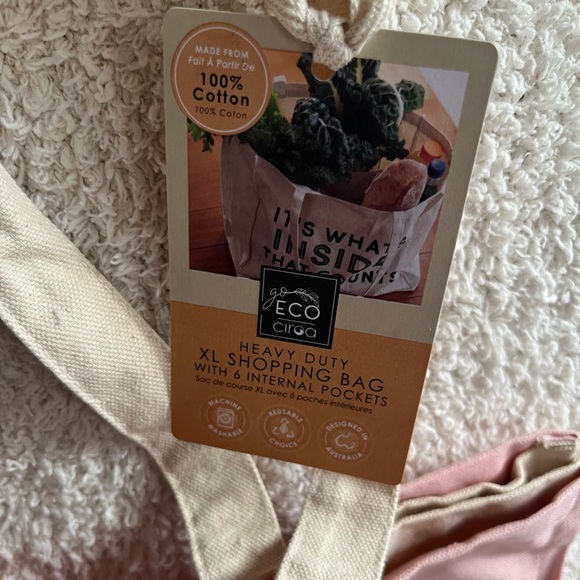 MADE FROM
Fait À Partir De
100%
Cotton
100% Coton
IT'S WHAT'S
INSIDE
THAT COUNTS
go
ECO
circa
HEAVY DUTY
XL SHOPPING BAG
WITH 6 INTERNAL POCKETS
Sac de course XL avec 6 poches intérieures
MACHINE
WASHABLE
REUSABLE
CHOICE
DESIGNED IN
AUSTRALIA